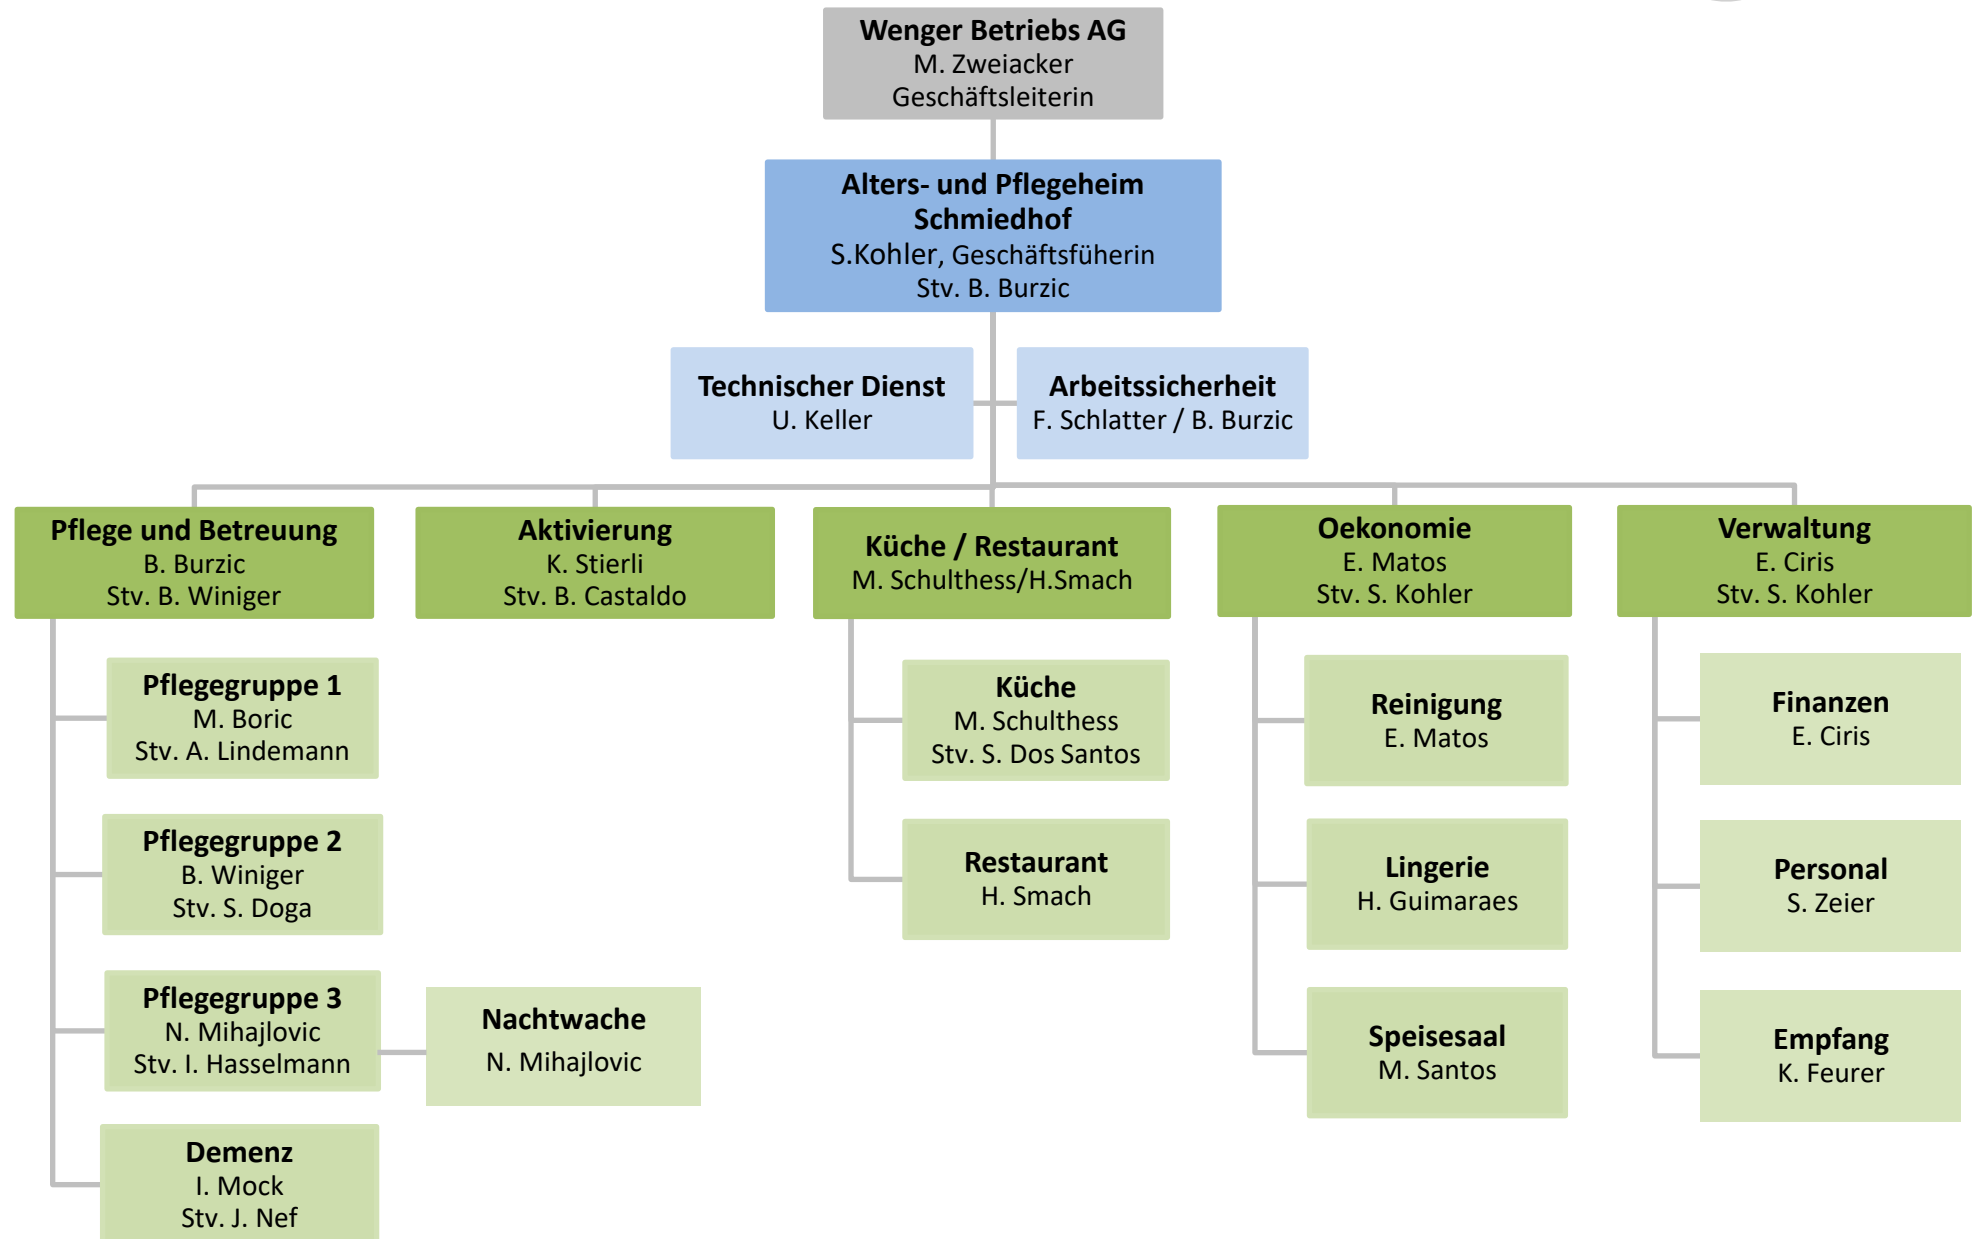 Wenger Betriebs AG
M. Zweiacker
Geschäftsleiterin
Alters- und Pflegeheim
Schmiedhof
S.Kohler, Geschäftsfüherin
Stv. B. Burzic
Technischer Dienst
U. Keller
Arbeitssicherheit
F. Schlatter / B. Burzic
Pflege und Betreuung
B. Burzic
Stv. B. Winiger
Aktivierung
K. Stierli
Stv. B. Castaldo
Küche / Restaurant
M. Schulthess/H.Smach
Oekonomie
E. Matos
Stv. S. Kohler
Verwaltung
E. Ciris
Stv. S. Kohler
Pflegegruppe 1
M. Boric
Stv. A. Lindemann
Pflegegruppe 2
B. Winiger
Stv. S. Doga
Pflegegruppe 3
N. Mihajlovic
Stv. I. Hasselmann
Nachtwache
N. Mihajlovic
Demenz
I. Mock
Stv. J. Nef
Küche
M. Schulthess
Stv. S. Dos Santos
Restaurant
H. Smach
Reinigung
E. Matos
Lingerie
H. Guimaraes
Speisesaal
M. Santos
Finanzen
E. Ciris
Personal
S. Zeier
Empfang
K. Feurer